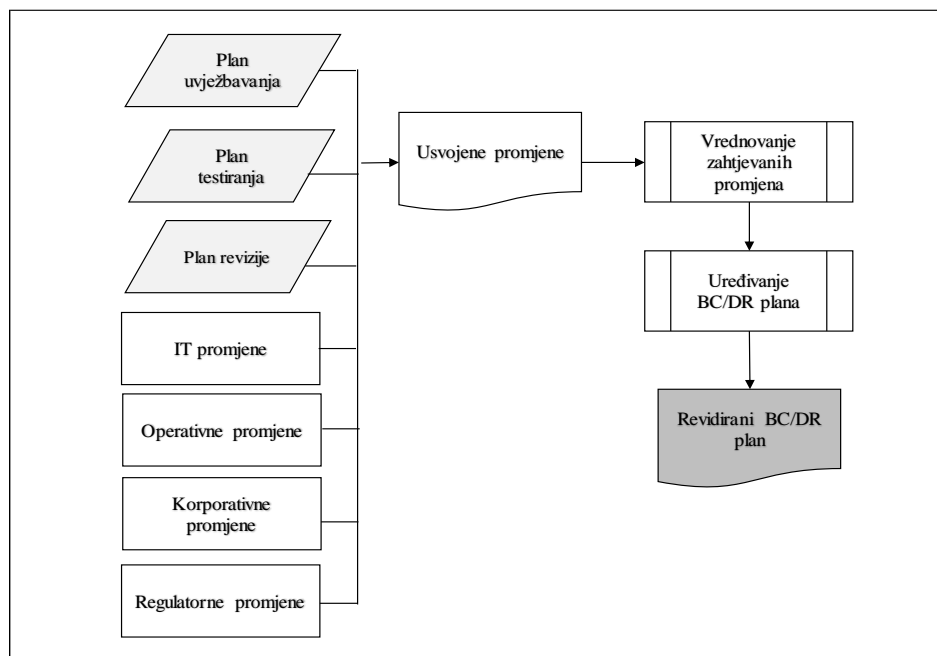 Plan
uvježbavanja
Plan
testiranja
Plan revizije
IT promjene
Operativne promjene
Korporativne
promjene
Regulatorne promjene
Usvojene promjene
Vrednovanje
zahtjevanih
promjena
Uređivanje
BC/DR plana
Revidirani BC/DR
plan